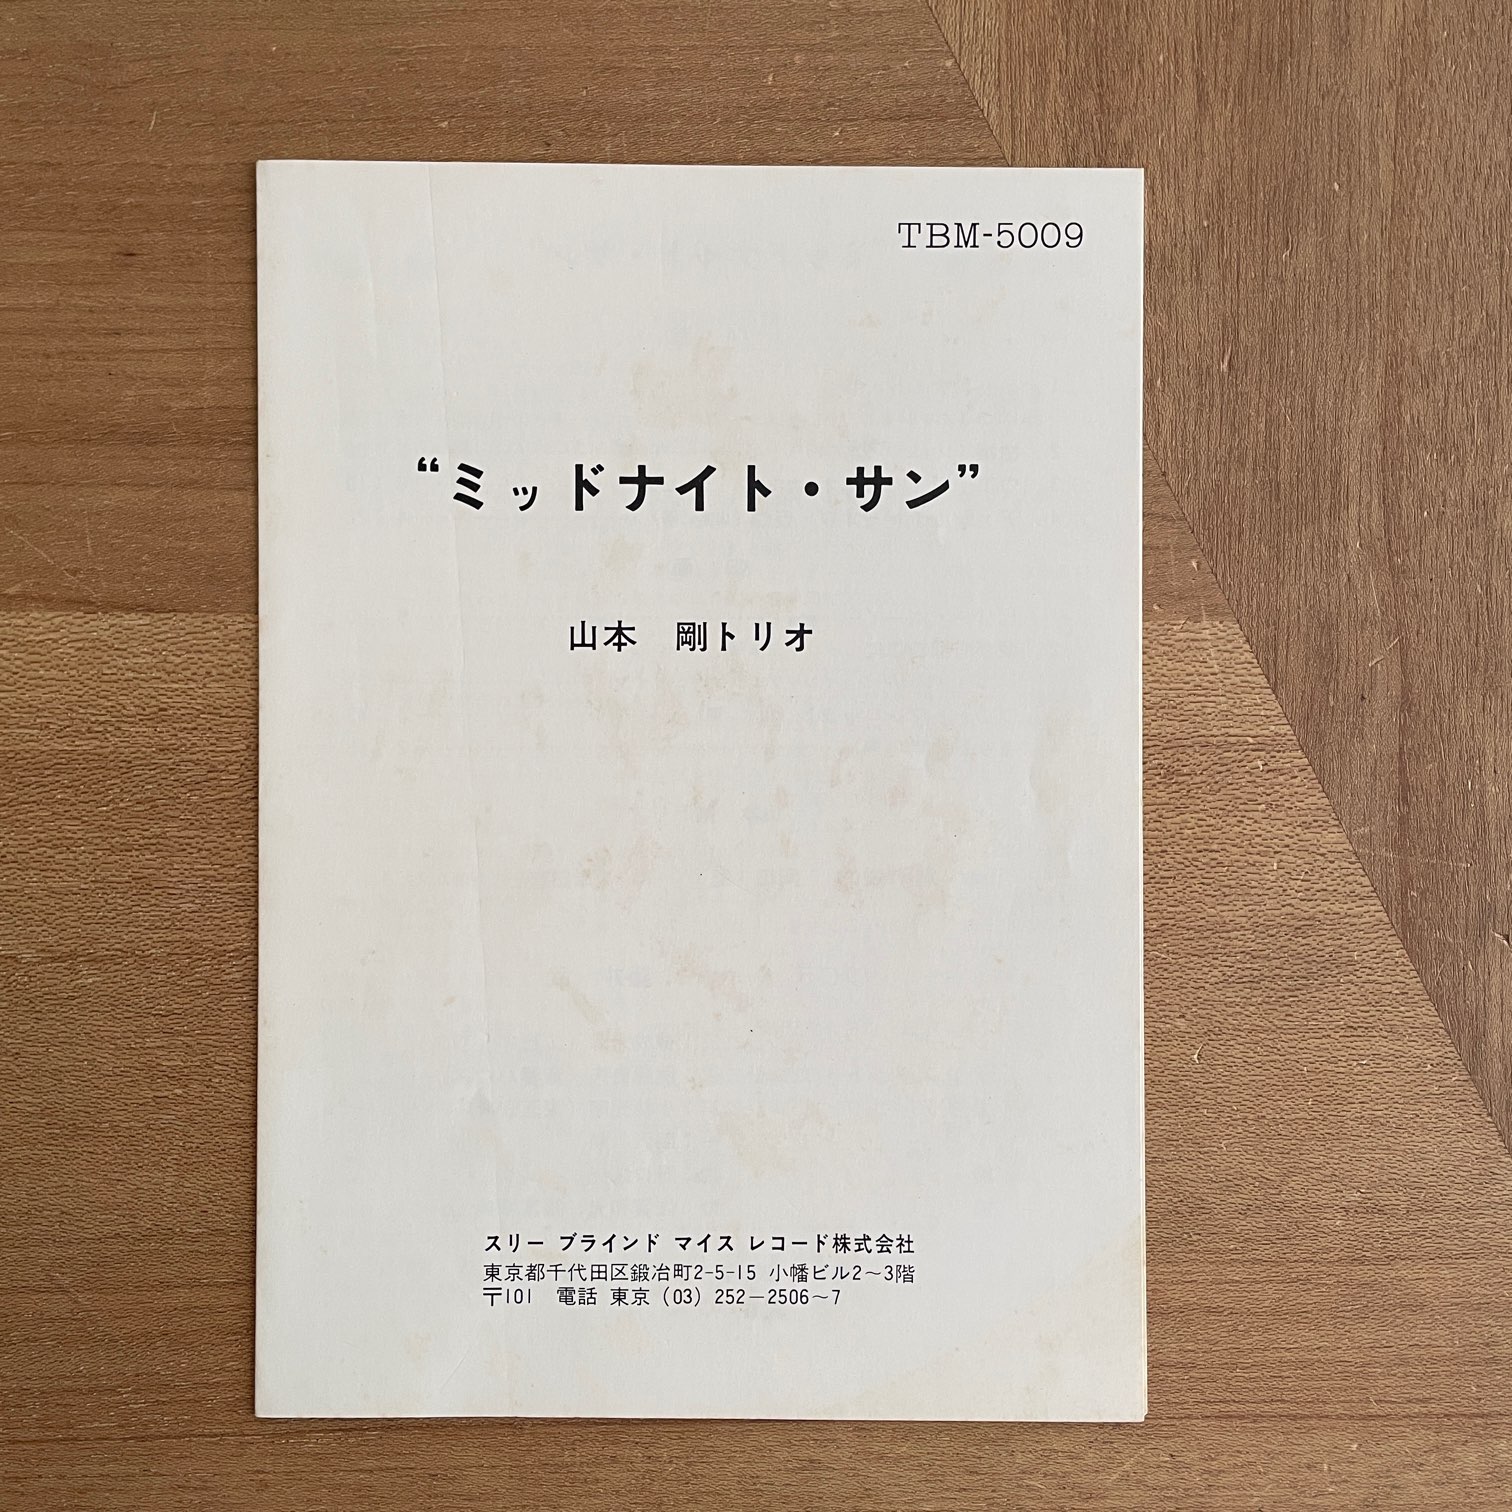 TBM-5009
“ミッドナイト・サン”
山本　剛トリオ
スリー ブラインド マイス レコード株式会社
東京都千代田区鍛冶町2-5-15 小幡ビル2〜3階
〒101　電話 東京（03）252－2506〜7